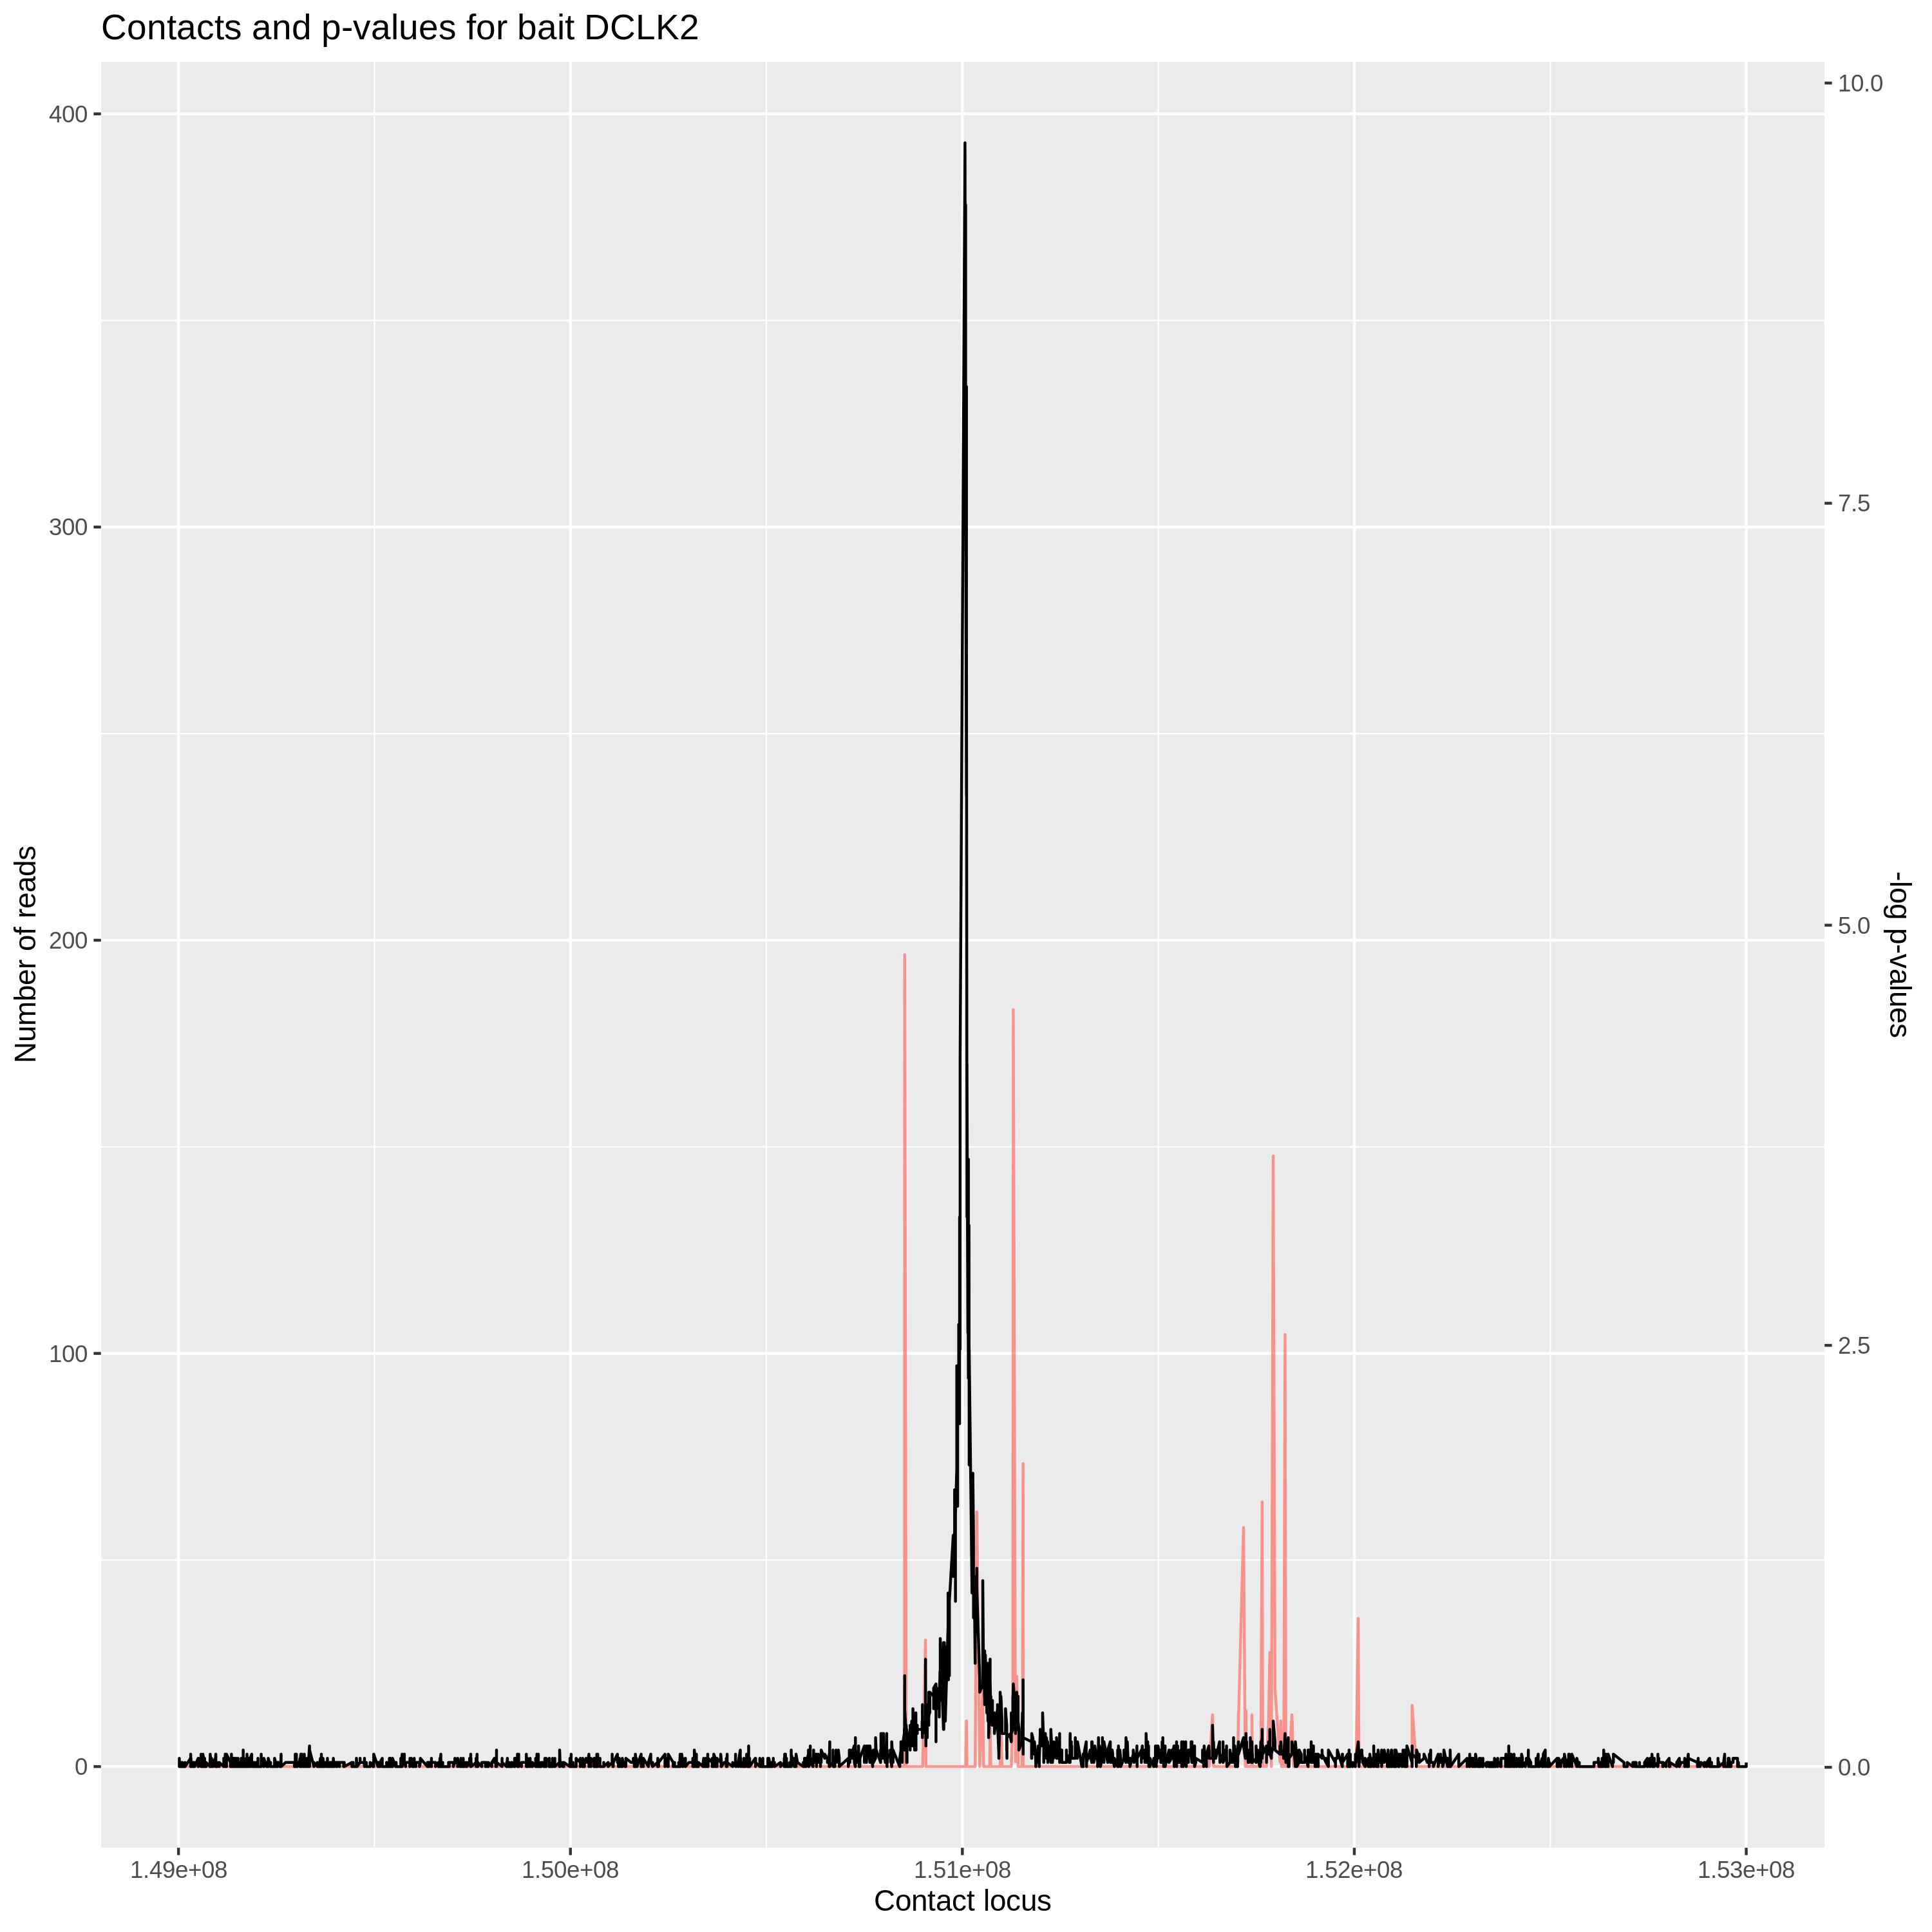 Contacts and p-values for bait DCLK2
400
300
200
100
0
Number of reads
10.0
7.5
5.0
2.5
0.0
-log p-values
1.49e+08 1.50e+08 1.51e+08 1.52e+08 1.53e+08
Contact locus